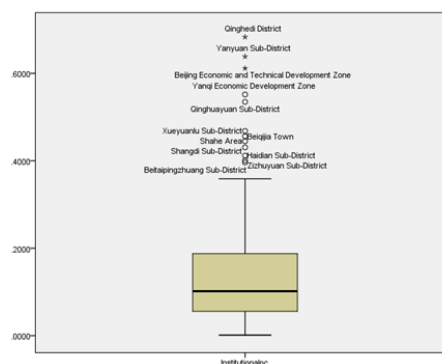 Qinghedi District
Yanyuan Sub-District
.6000
Beijing Economic and Technical Development Zone
Yanqi Economic Development Zone
Qinghuayuan Sub-District
Xueyuanlu Sub-District
Beiqijia Town
Shahe Area
Shangdi Sub-District
.4000
Haidian Sub-District
Zizhuyuan Sub-District
Beitaipingzhuang Sub-District
.2000
.0000